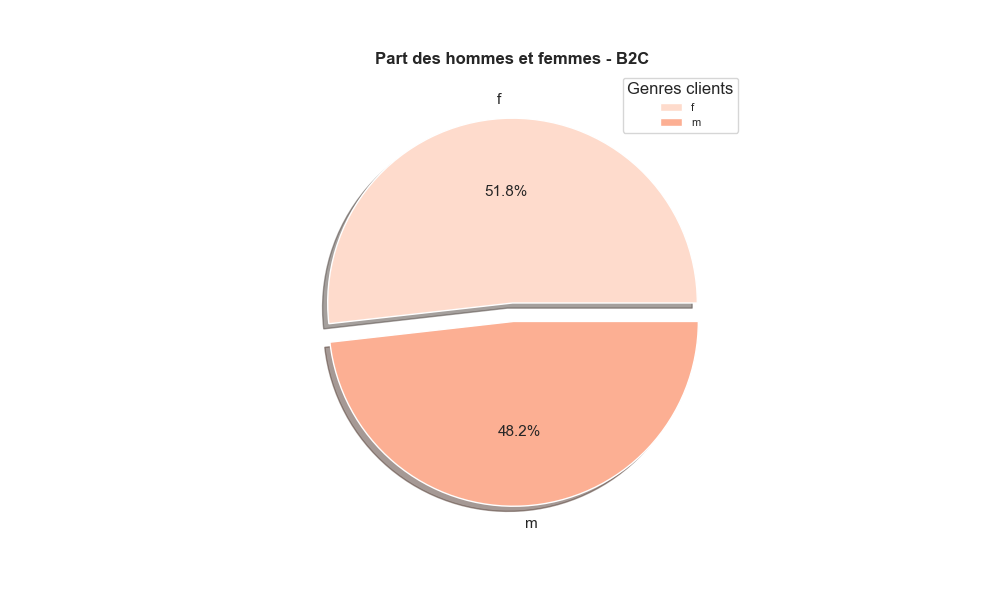 Part des hommes et femmes - B2C
Genres clients
f
m
f
51.8%
48.2%
m